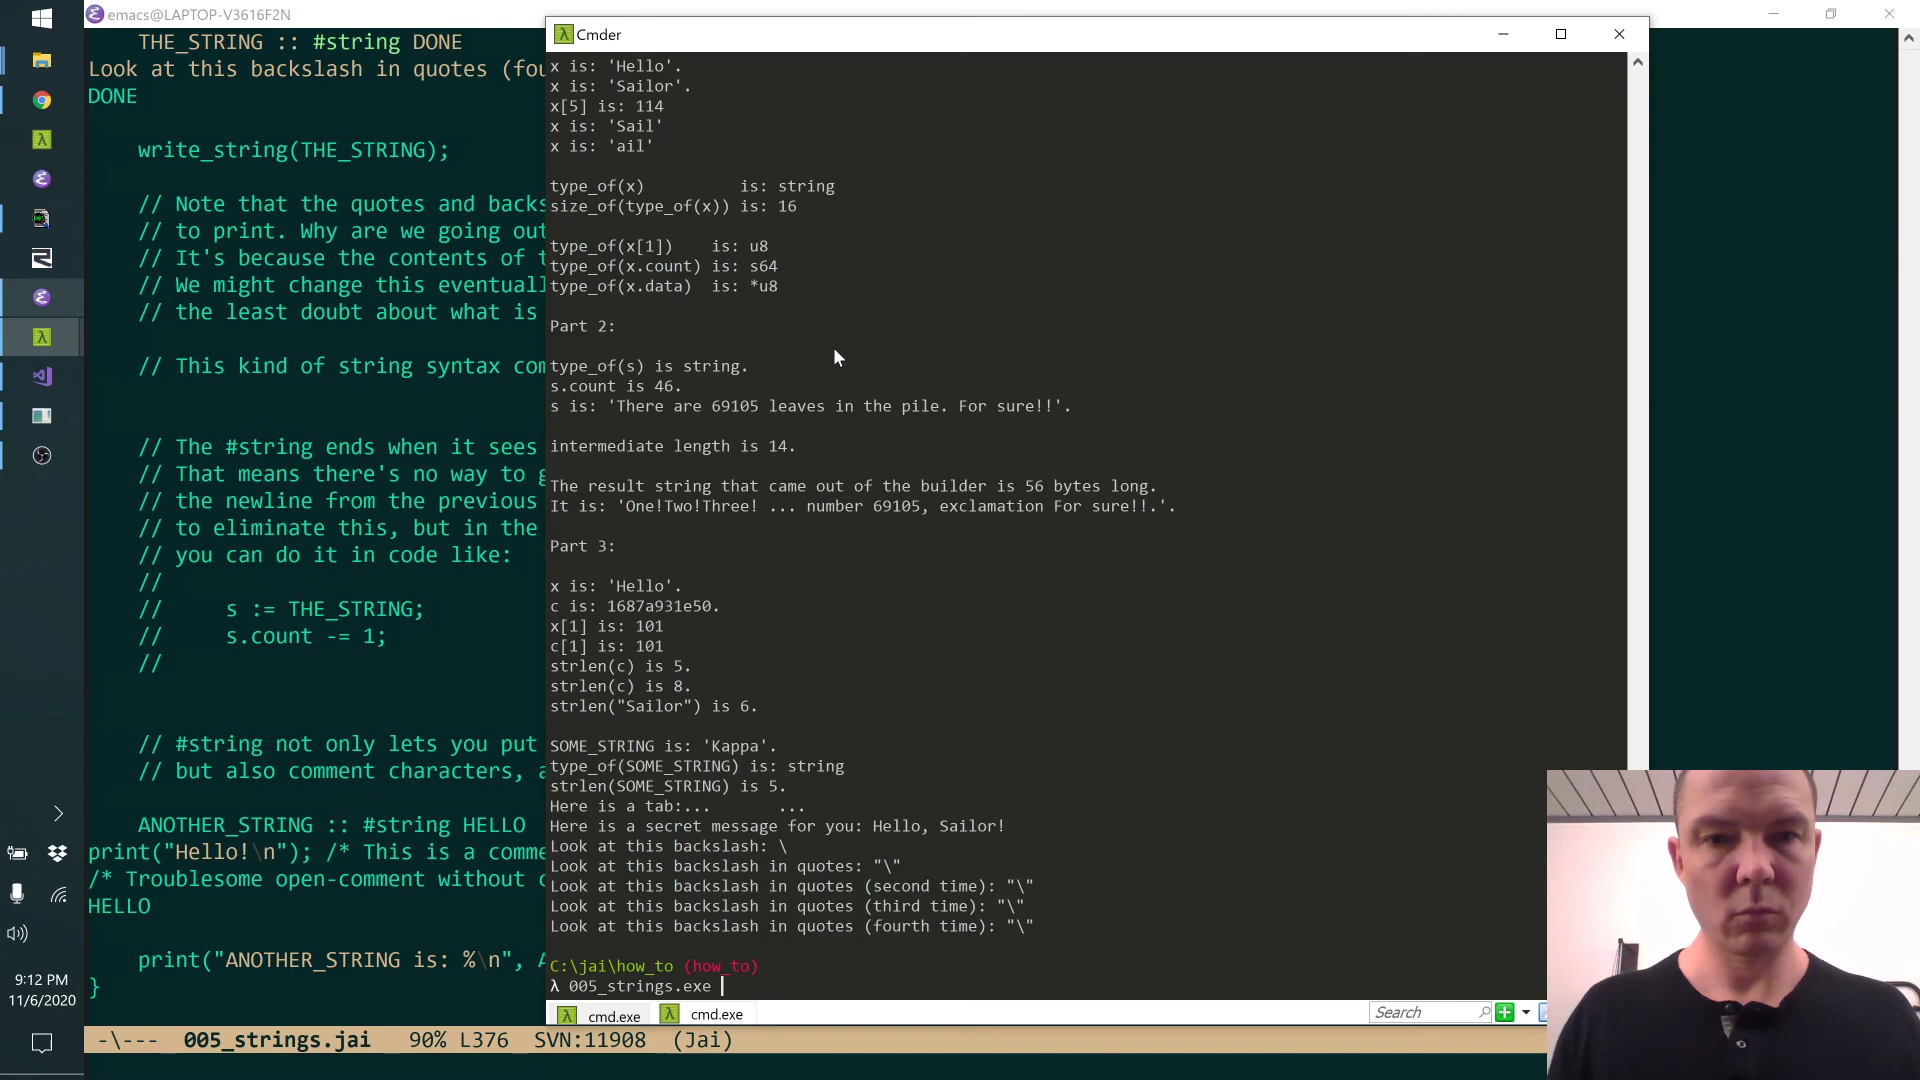 emacs@LAPTOP-V3616F2N
THE_STRING :: #string DONE
Look at this backslash in quotes (fou
DONE
write_string(THE_STRING);
// Note that the quotes and backs
// to print. Why are we going out
// It's because the contents of t
// We might change this eventuall
// the least doubt about what is
// This kind of string syntax com
// The #string ends when it sees
// That means there's no way to g
// the newline from the previous
// to eliminate this, but in the
// you can do it in code like:
//
// s := THE_STRING;
// s.count -= 1;
//
// #string not only lets you put
// but also comment characters, a
ANOTHER_STRING :: #string HELLO
print("Hello!\n"); /* This is a comme
/* Troublesome open-comment without c
HELLO
print("ANOTHER_STRING is: %\n", A
}
-\--- 005_strings.jai 90% L376 SVN:11908 (Jai)
Cmder
x is: 'Hello'.
x is: 'Sailor'.
x[5] is: 114
x is: 'Sail'
x is: 'ail'
type_of(x) is: string
size_of(type_of(x)) is: 16
type_of(x[1]) is: u8
type_of(x.count) is: s64
type_of(x.data) is: *u8
Part 2:
type_of(s) is string.
s.count is 46.
s is: 'There are 69105 leaves in the pile. For sure!!'.
intermediate length is 14.
The result string that came out of the builder is 56 bytes long.
It is: 'One!Two!Three! ... number 69105, exclamation For sure!!.'.
Part 3:
x is: 'Hello'.
c is: 1687a931e50.
x[1] is: 101
c[1] is: 101
strlen(c) is 5.
strlen(c) is 8.
strlen("Sailor") is 6.
SOME_STRING is: 'Kappa'.
type_of(SOME_STRING) is: string
strlen(SOME_STRING) is 5.
Here is a tab:... ...
Here is a secret message for you: Hello, Sailor!
Look at this backslash: \
Look at this backslash in quotes: "\"
Look at this backslash in quotes (second time): "\"
Look at this backslash in quotes (third time): "\"
Look at this backslash in quotes (fourth time): "\"
C:\jai\how_to (how_to)
λ 005_strings.exe
cmd.exe
cmd.exe
Search
9:12 PM
11/6/2020